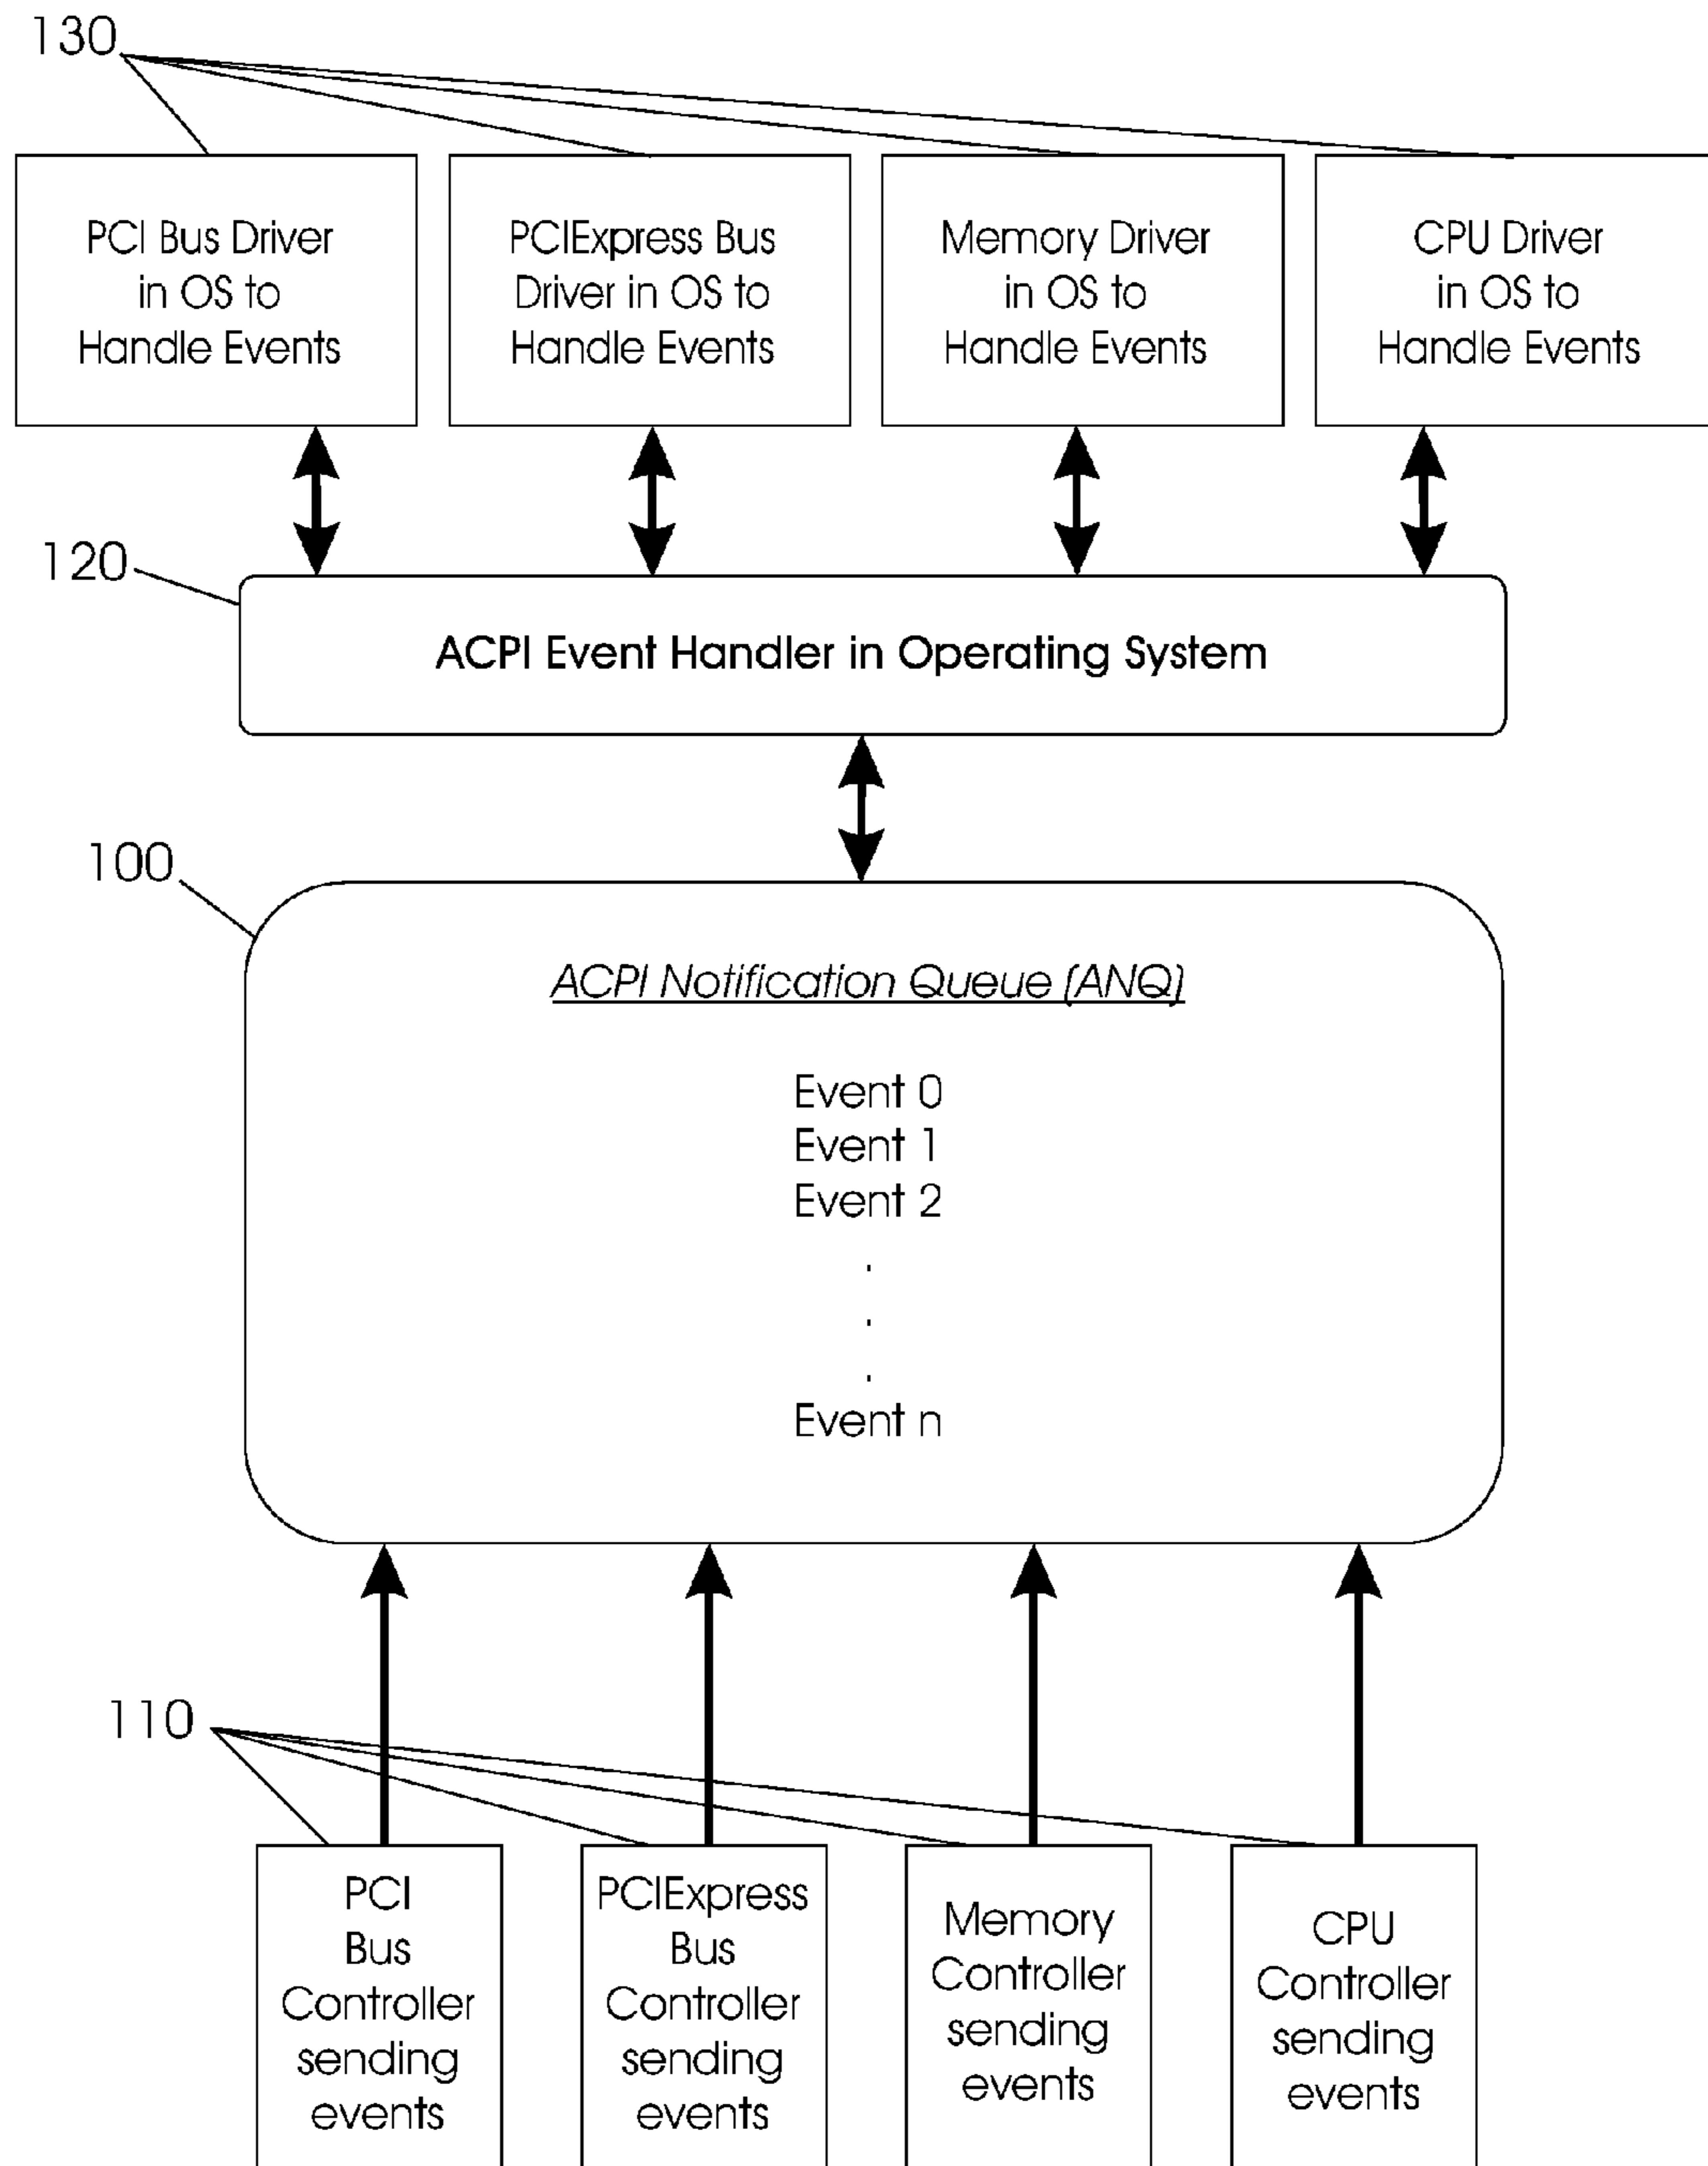 130
PCI Bus Driver
in OS to
Handle Events
PCIExpress Bus
Driver in OS to
Handle Events
Memory Driver
in OS to
Handle Events
CPU Driver
in OS to
Handle Events
120
ACPI Event Handler in Operating System
100
ACPI Notification Queue (ANQ)
Event 0
Event 1
Event 2
.
.
.
Event n
110
PCI
Bus
Controller
sending
events
PCIExpress
Bus
Controller
sending
events
Memory
Controller
sending
events
CPU
Controller
sending
events